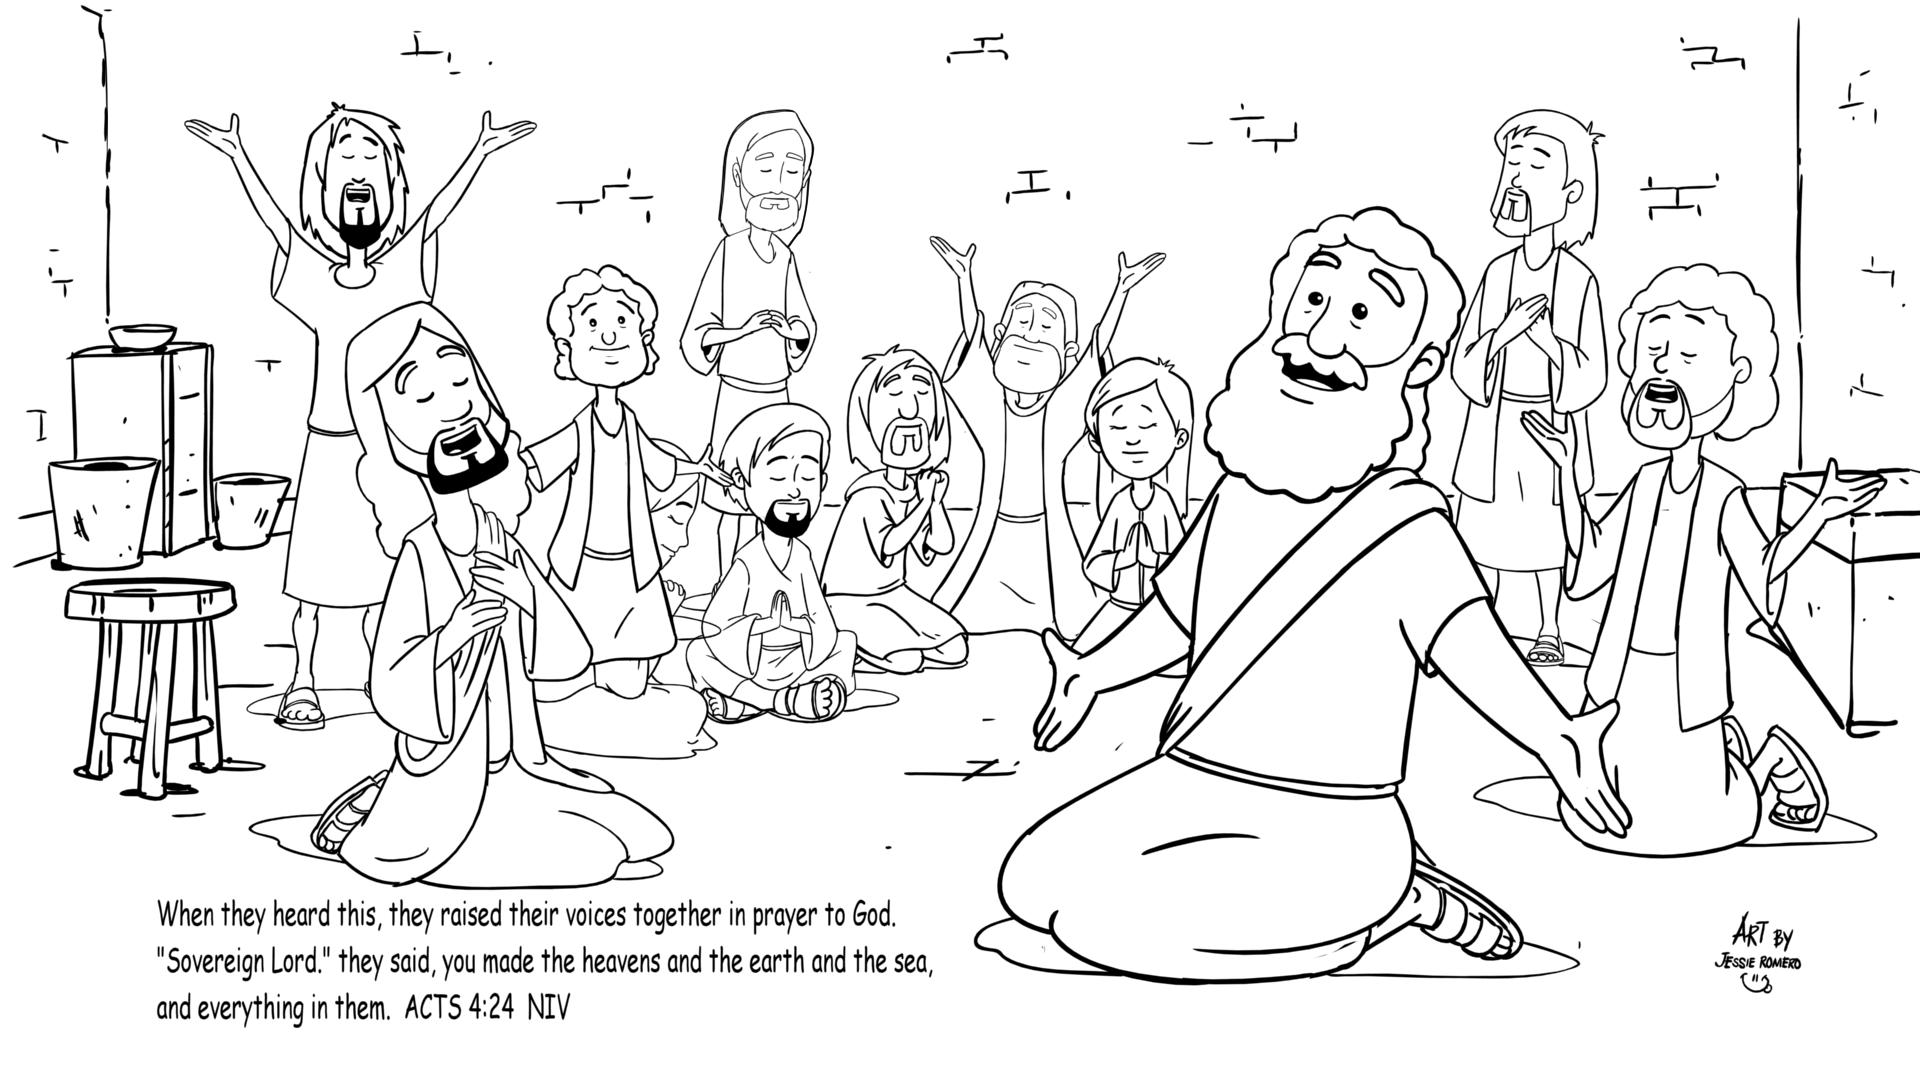 When they heard this, they raised their voices together in prayer to God.
"Sovereign Lord." they said, you made the heavens and the earth and the sea,
and everything in them. ACTS 4:24 NIV
ART BY
JESSIE ROMERO